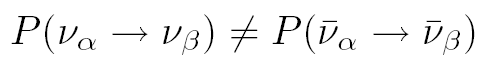 P(ν_α → ν_β) ≠ P(ν̄_α → ν̄_β)